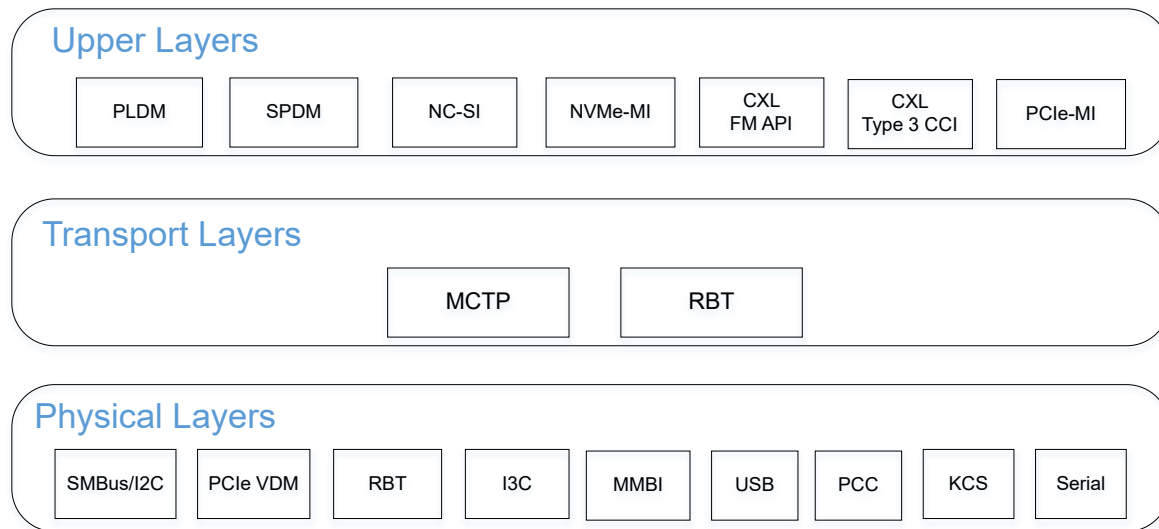 Upper Layers
PLDM
SPDM
NC-SI
NVMe-MI
CXL
FM API
CXL
Type 3 CCI
PCIe-MI
Transport Layers
MCTP
RBT
Physical Layers
SMBus/I2C
PCIe VDM
RBT
I3C
MMBI
USB
PCC
KCS
Serial